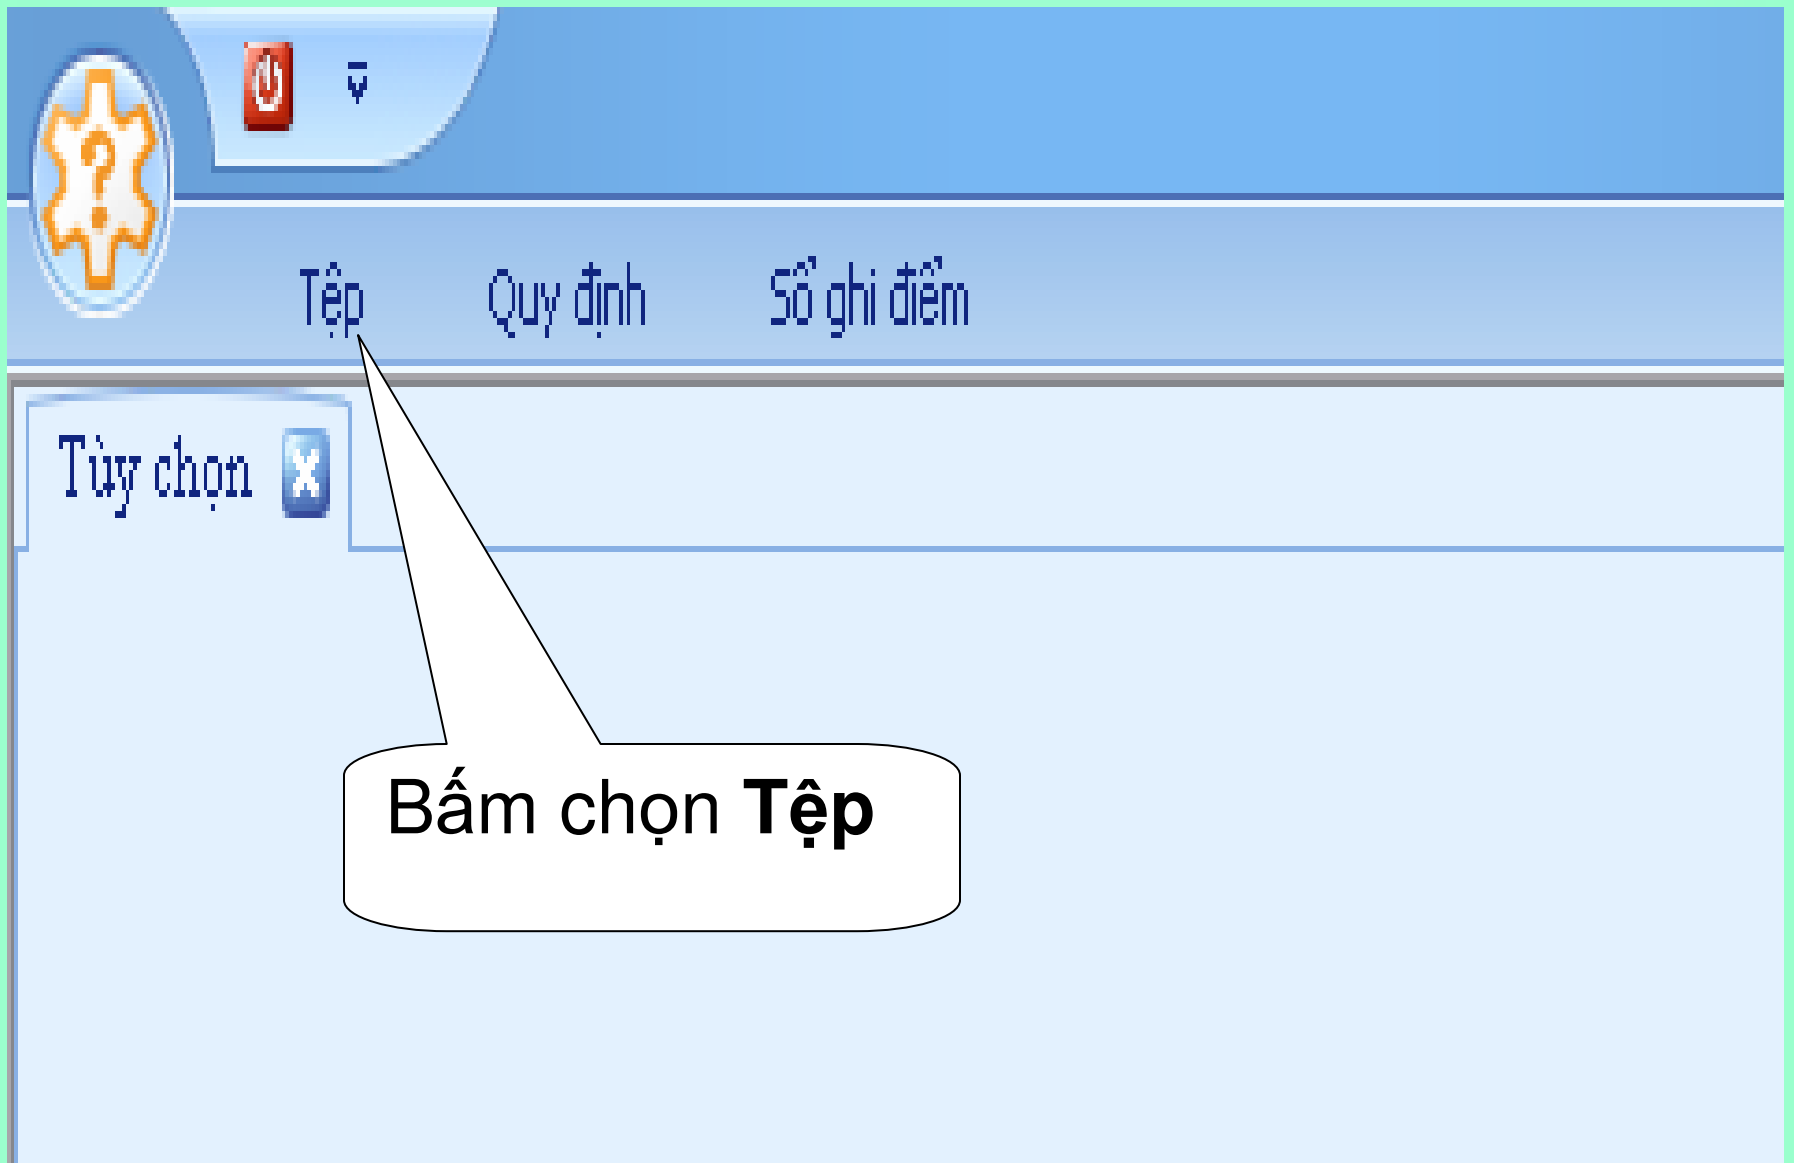 Tệp Quy định Sổ ghi điểm
Tùy chọn
Bấm chọn Tệp